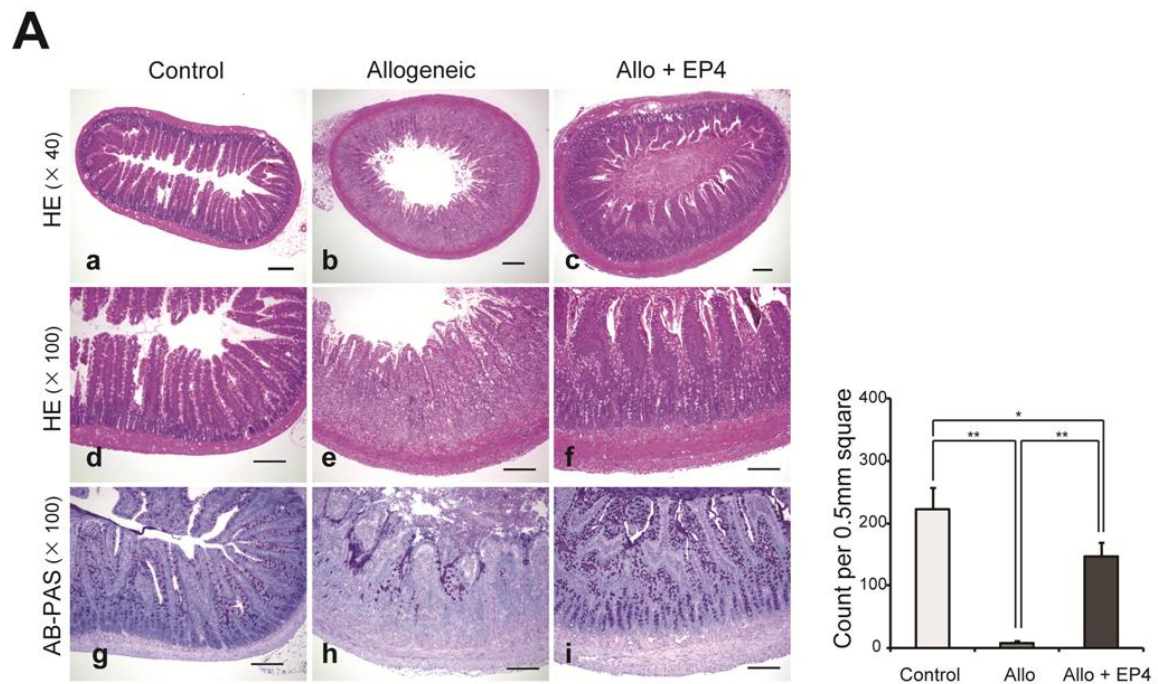 A
Control Allogeneic Allo + EP4
HE (× 40)
a b c
HE (× 100)
d e f
AB-PAS (× 100)
g h i
Count per 0.5mm square
400
300
200
100
0
*
** **
Control Allo Allo + EP4